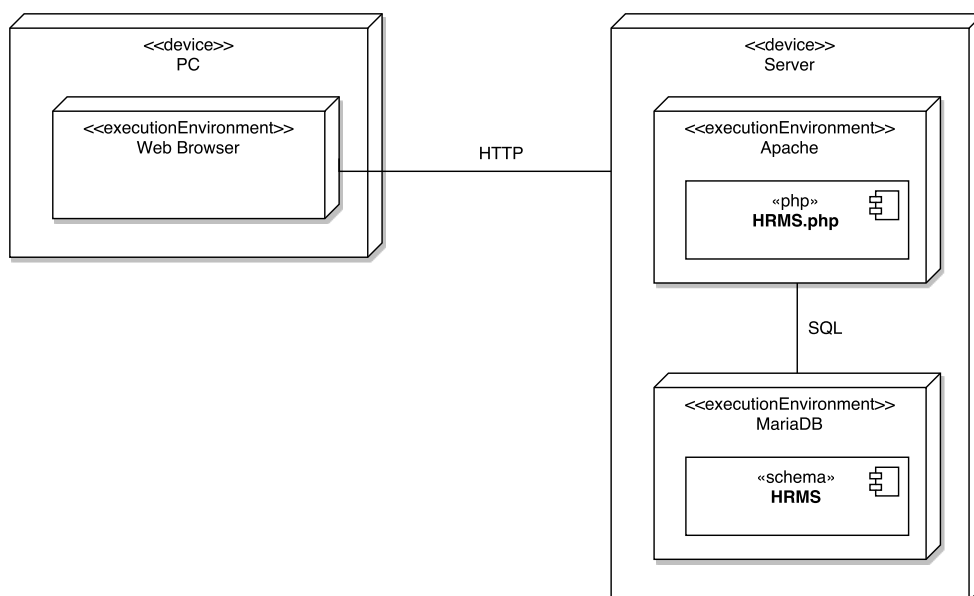 <<device>>
PC
<<executionEnvironment>>
Web Browser
HTTP
<<device>>
Server
<<executionEnvironment>>
Apache
«php»
HRMS.php
SQL
<<executionEnvironment>>
MariaDB
«schema»
HRMS